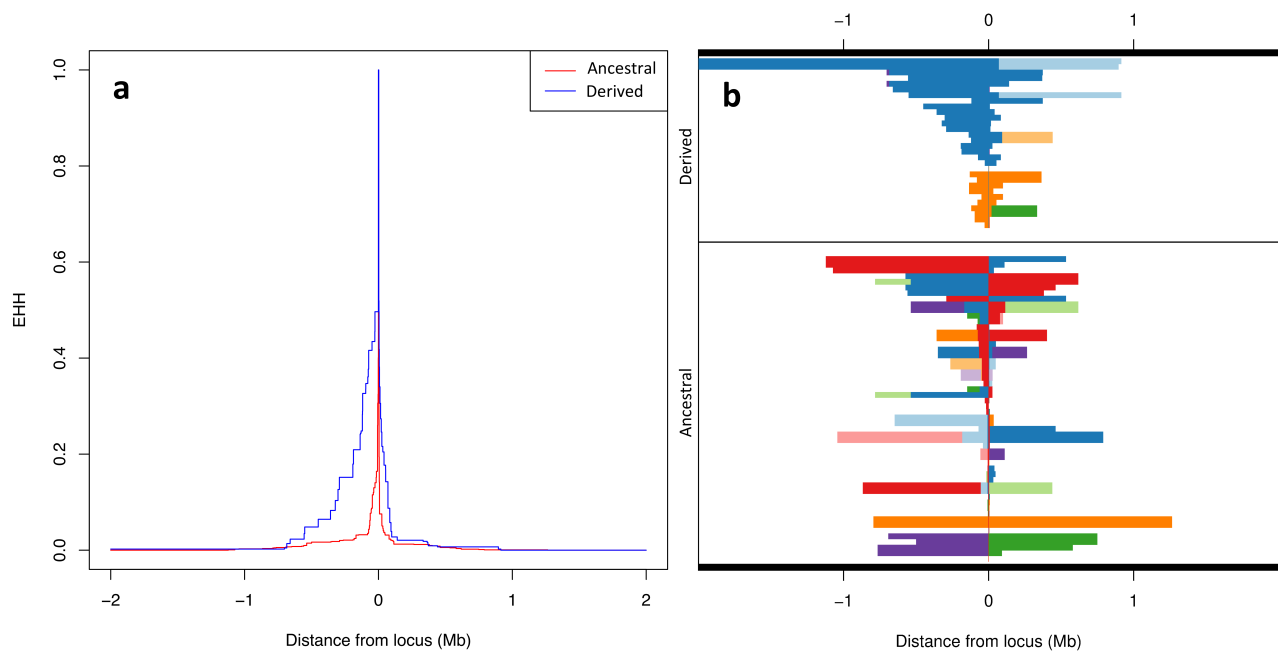 a
Ancestral
Derived
EHH
1.0
0.8
0.6
0.4
0.2
0.0
−2 −1 0 1 2
Distance from locus (Mb)
−1 0 1
b
Derived
Ancestral
−1 0 1
Distance from locus (Mb)